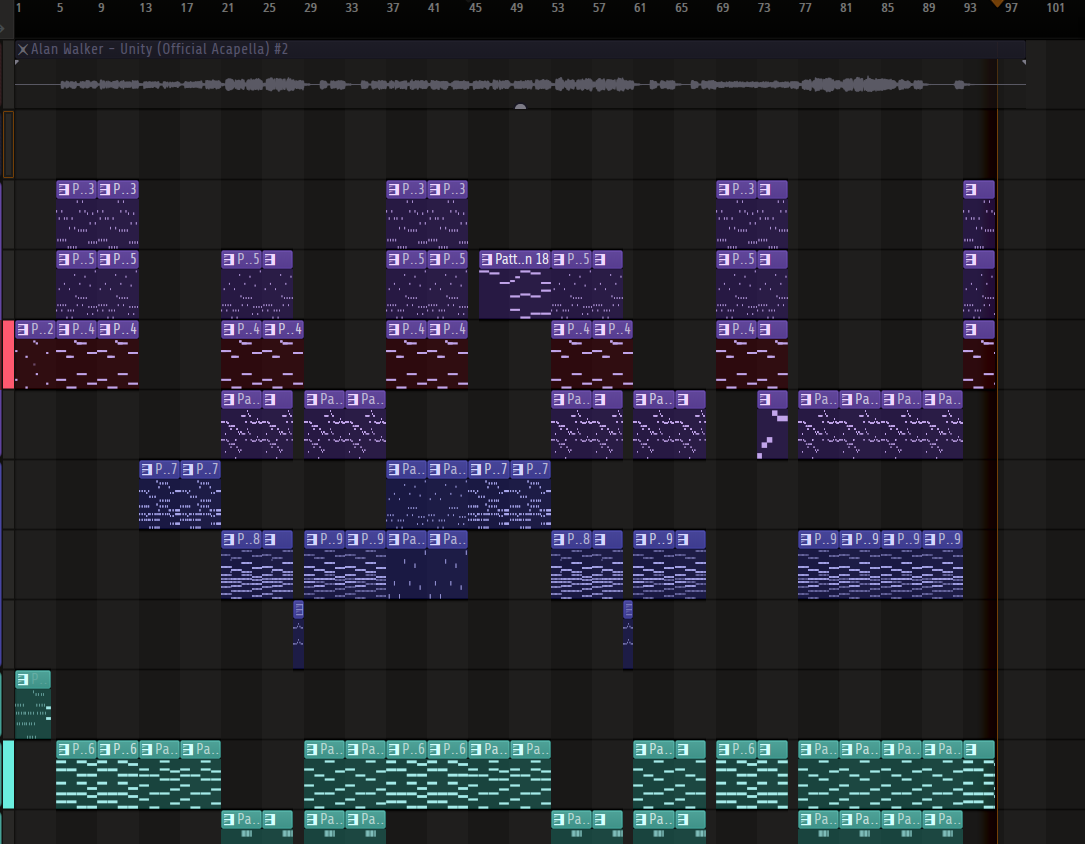 1 5 9 13 17 21 25 29 33 37 41 45 49 53 57 61 65 69 73 77 81 85 89 93 97 101
Alan Walker - Unity (Official Acapella) #2
P..3 P..3 P..3 P..3 P..3
P..5 P..5 P..5 P..5 P..5 Patt..n 18 P..5 P..5
P..2 P..4 P..4 P..4 P..4 P..4 P..4 P..4 P..4 P..4
Pa.. Pa.. Pa.. Pa.. Pa.. Pa.. Pa.. Pa.. Pa.. Pa..
P..7 P..7 Pa.. Pa.. P..7 P..7
P..8 P..9 P..9 Pa.. Pa.. P..8 P..9 P..9 P..9 P..9 P..9
P
P..6 P..6 Pa.. Pa.. Pa.. Pa.. P..6 P..6 Pa.. Pa.. Pa.. P..6 Pa.. Pa.. Pa.. Pa..
Pa.. Pa.. Pa.. Pa.. Pa.. Pa.. Pa.. Pa.. Pa..